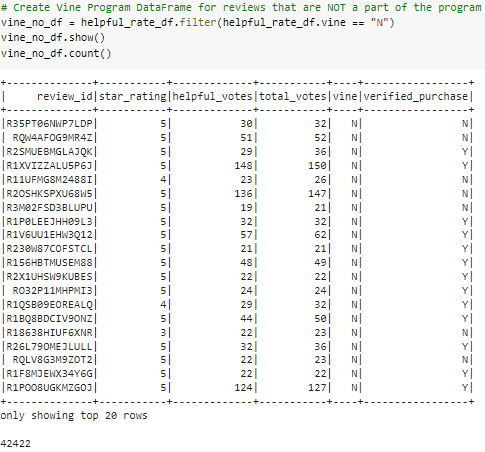 # Create Vine Program DataFrame for reviews that are NOT a part of the program
vine_no_df = helpful_rate_df.filter(helpful_rate_df.vine == "N")
vine_no_df.show()
vine_no_df.count()
+--------------+-----------+-------------+-----------+----+-----------------+
|     review_id|star_rating|helpful_votes|total_votes|vine|verified_purchase|
+--------------+-----------+-------------+-----------+----+-----------------+
|R35PT06NWP7LDP|          5|           30|         32|   N|                N|
| RQW4AFOG9MR4Z|          5|           51|         52|   N|                N|
|R2SMUEBMGLAJQK|          5|           29|         36|   N|                Y|
|R1XVIZZALU5P6J|          5|          148|        150|   N|                Y|
|R11UFMG8M2488I|          4|           23|         26|   N|                N|
|R2OSHKSPXU68W5|          5|          136|        147|   N|                N|
|R3M02FSD3BLUPU|          5|           19|         21|   N|                N|
|R1P0LEEJHH09L3|          5|           32|         32|   N|                Y|
|R1V6UU1EHW3Q12|          5|           57|         62|   N|                Y|
|R230W87COFSTCL|          5|           21|         21|   N|                Y|
|R156HBTMUSEM88|          5|           48|         49|   N|                Y|
|R2X1UHSW9KUBES|          5|           22|         22|   N|                Y|
| RO32P11MHPMI3|          5|           24|         24|   N|                Y|
|R1QSB09EOREALQ|          4|           29|         32|   N|                Y|
|R1BQ8BDCIV9ONZ|          5|           44|         50|   N|                Y|
|R18638HIUF6XNR|          3|           22|         23|   N|                N|
|R26L79OMEJLULL|          5|           32|         36|   N|                Y|
| RQLV8G3M9ZOT2|          5|           22|         23|   N|                N|
|R1F8MJEWX34Y6G|          5|           22|         22|   N|                Y|
|R1POO8UGKMZGOJ|          5|          124|        127|   N|                Y|
+--------------+-----------+-------------+-----------+----+-----------------+
only showing top 20 rows
42422